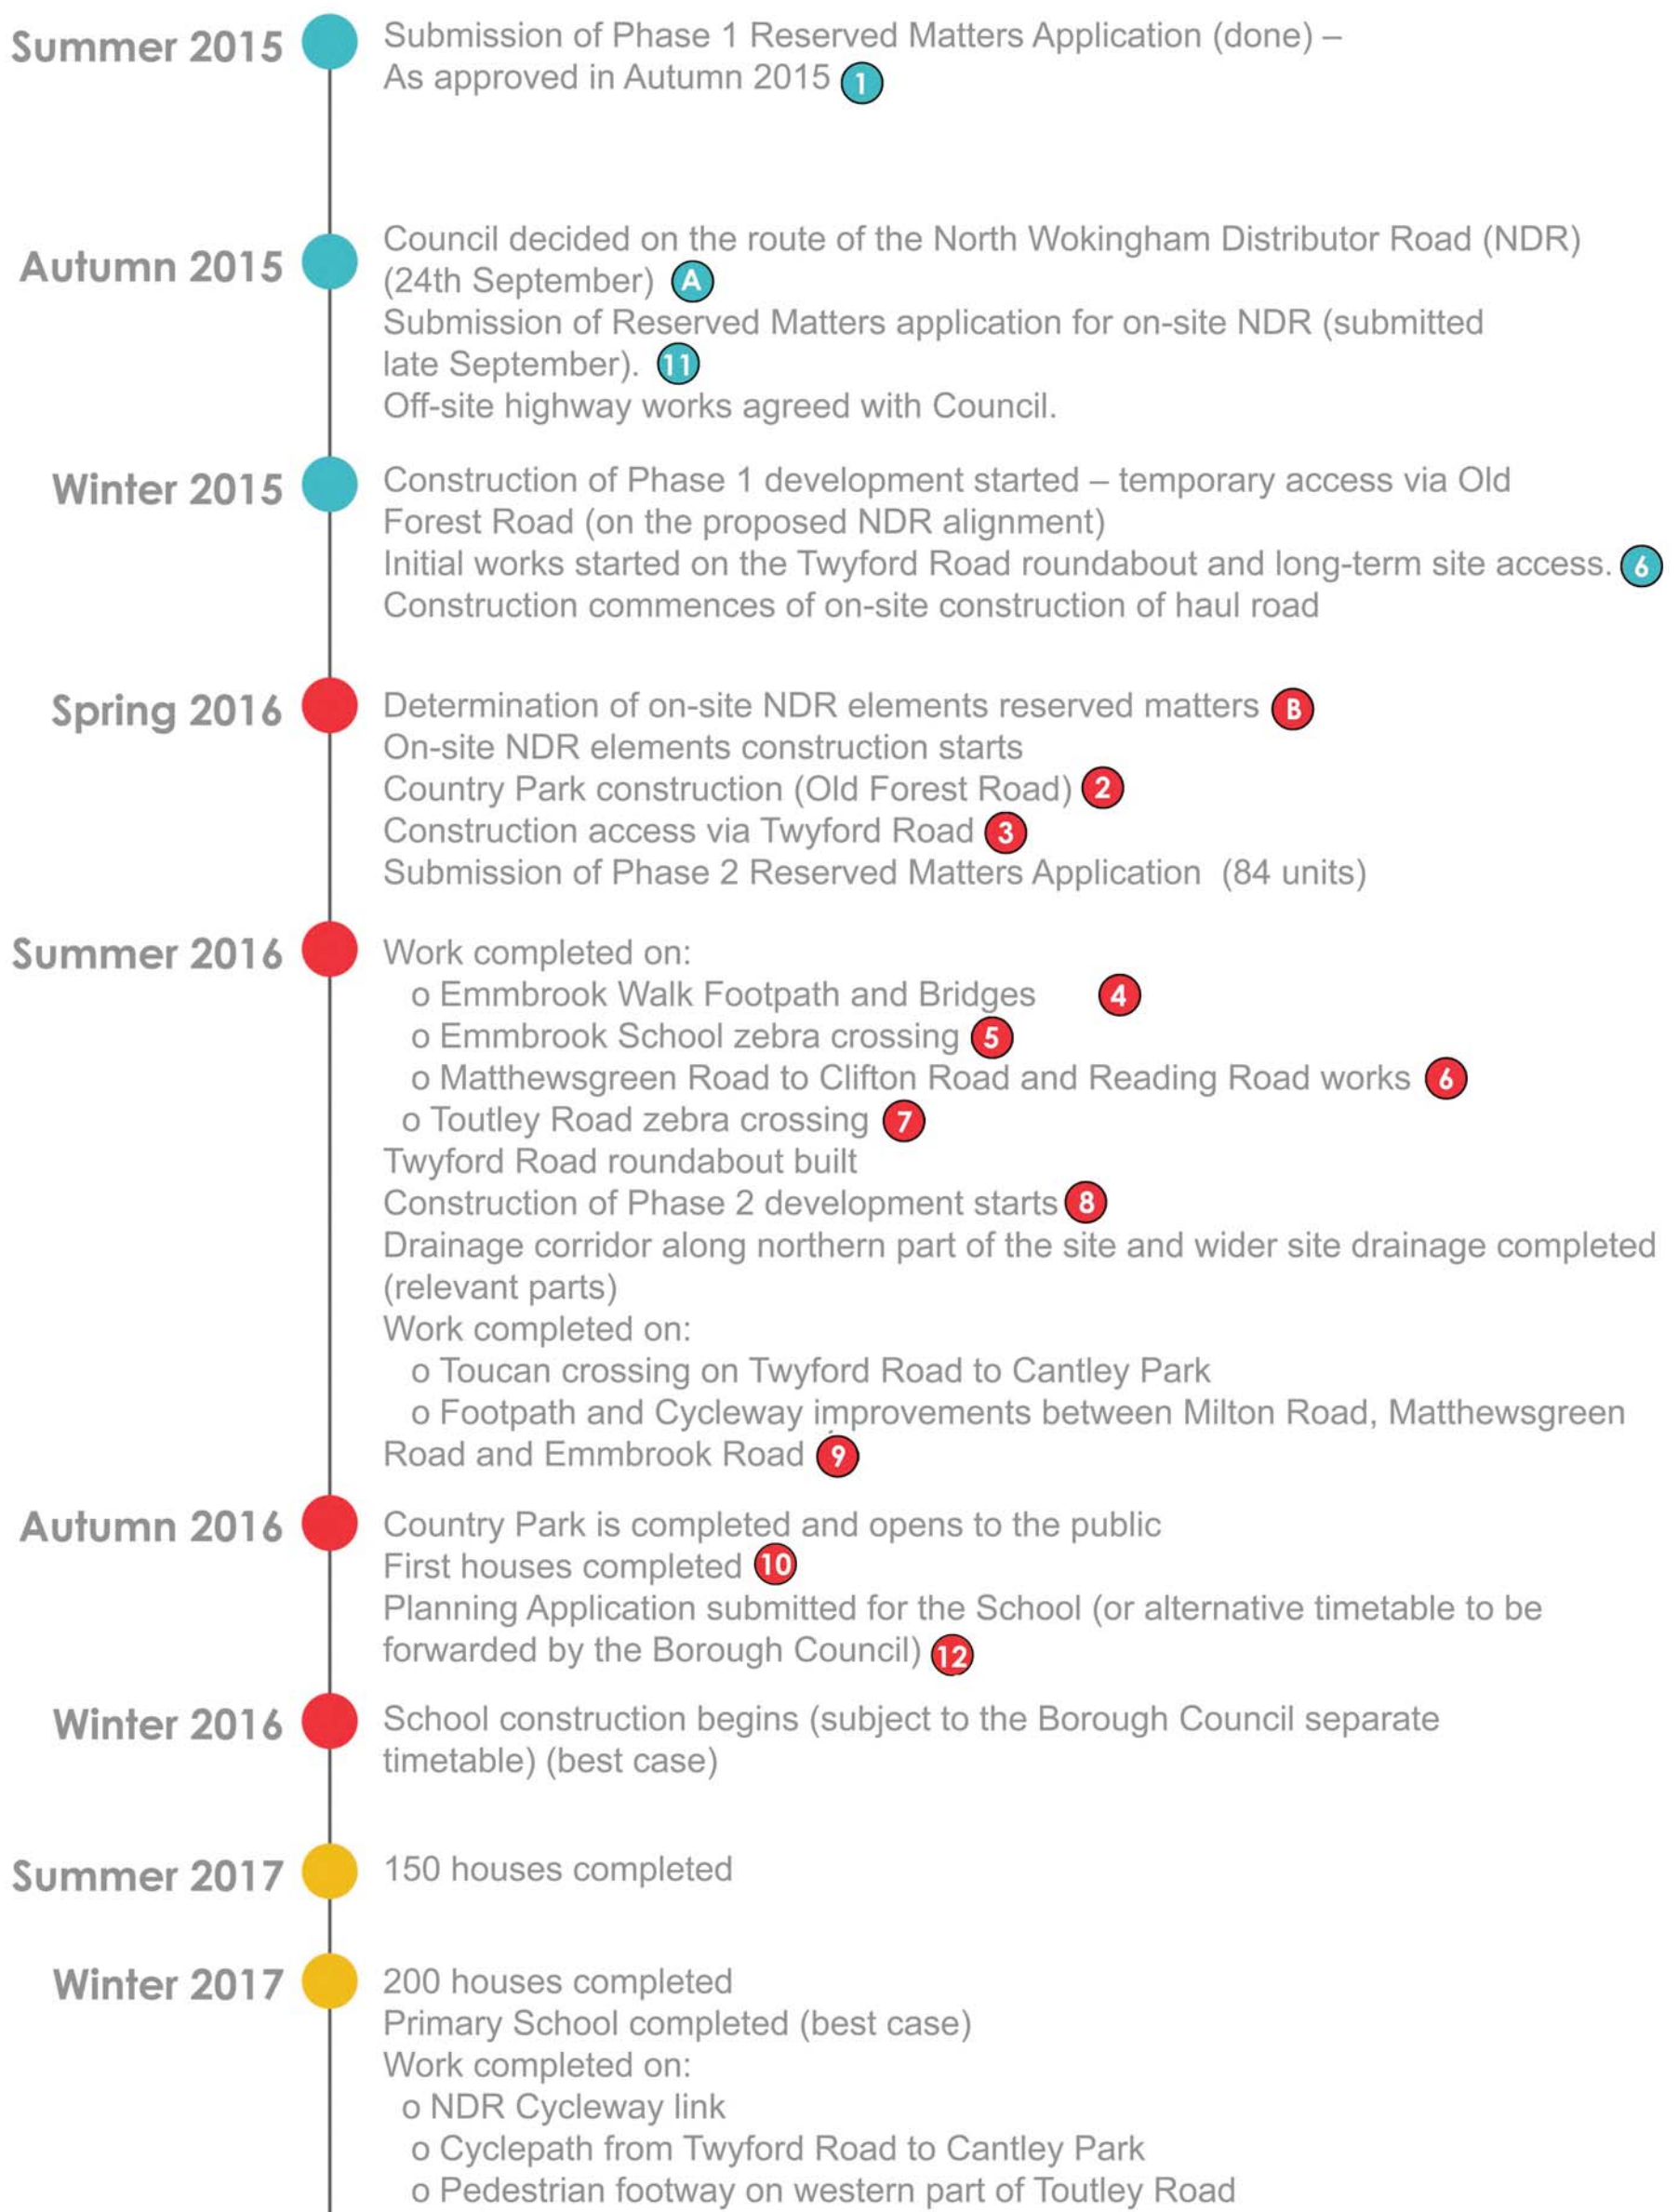 Summer 2015
Submission of Phase 1 Reserved Matters Application (done) –
As approved in Autumn 2015 1
Autumn 2015
Council decided on the route of the North Wokingham Distributor Road (NDR)
(24th September) A
Submission of Reserved Matters application for on-site NDR (submitted
late September). 11
Off-site highway works agreed with Council.
Winter 2015
Construction of Phase 1 development started – temporary access via Old
Forest Road (on the proposed NDR alignment)
Initial works started on the Twyford Road roundabout and long-term site access. 6
Construction commences of on-site construction of haul road
Spring 2016
Determination of on-site NDR elements reserved matters B
On-site NDR elements construction starts
Country Park construction (Old Forest Road) 2
Construction access via Twyford Road 3
Submission of Phase 2 Reserved Matters Application (84 units)
Summer 2016
Work completed on:
o Emmbrook Walk Footpath and Bridges 4
o Emmbrook School zebra crossing 5
o Matthewsgreen Road to Clifton Road and Reading Road works 6
o Toutley Road zebra crossing 7
Twyford Road roundabout built
Construction of Phase 2 development starts 8
Drainage corridor along northern part of the site and wider site drainage completed
(relevant parts)
Work completed on:
o Toucan crossing on Twyford Road to Cantley Park
o Footpath and Cycleway improvements between Milton Road, Matthewsgreen
Road and Emmbrook Road 9
Autumn 2016
Country Park is completed and opens to the public
First houses completed 10
Planning Application submitted for the School (or alternative timetable to be
forwarded by the Borough Council) 12
Winter 2016
School construction begins (subject to the Borough Council separate
timetable) (best case)
Summer 2017
150 houses completed
Winter 2017
200 houses completed
Primary School completed (best case)
Work completed on:
o NDR Cycleway link
o Cyclepath from Twyford Road to Cantley Park
o Pedestrian footway on western part of Toutley Road